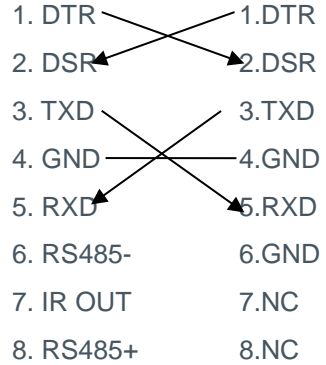 1. DTR 1.DTR
2. DSR 2.DSR
3. TXD 3.TXD
4. GND 4.GND
5. RXD 5.RXD
6. RS485- 6.GND
7. IR OUT 7.NC
8. RS485+ 8.NC